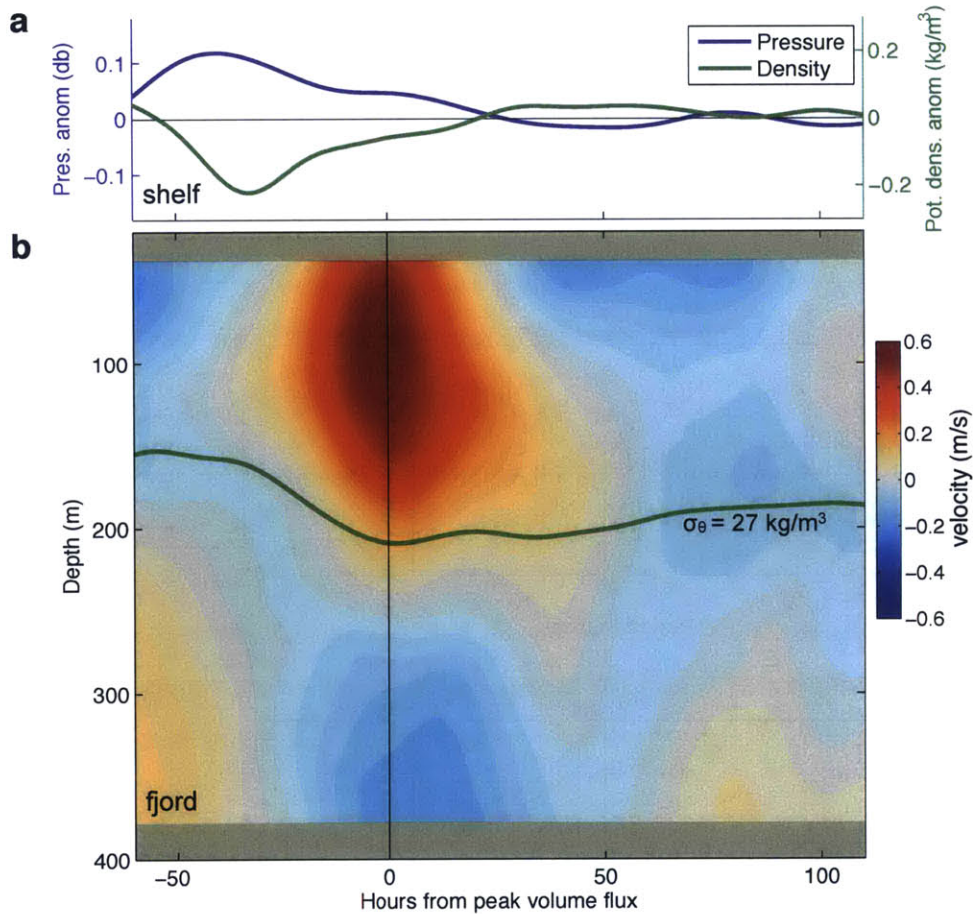 a
Pres. anom (db)
0.1
0
−0.1
shelf
Pressure
Density
0.2
0
−0.2
Pot. dens. anom (kg/m³)
b
Depth (m)
100
200
300
400
σθ = 27 kg/m³
fjord
−50
0
50
100
Hours from peak volume flux
0.6
0.4
0.2
0
−0.2
−0.4
−0.6
velocity (m/s)